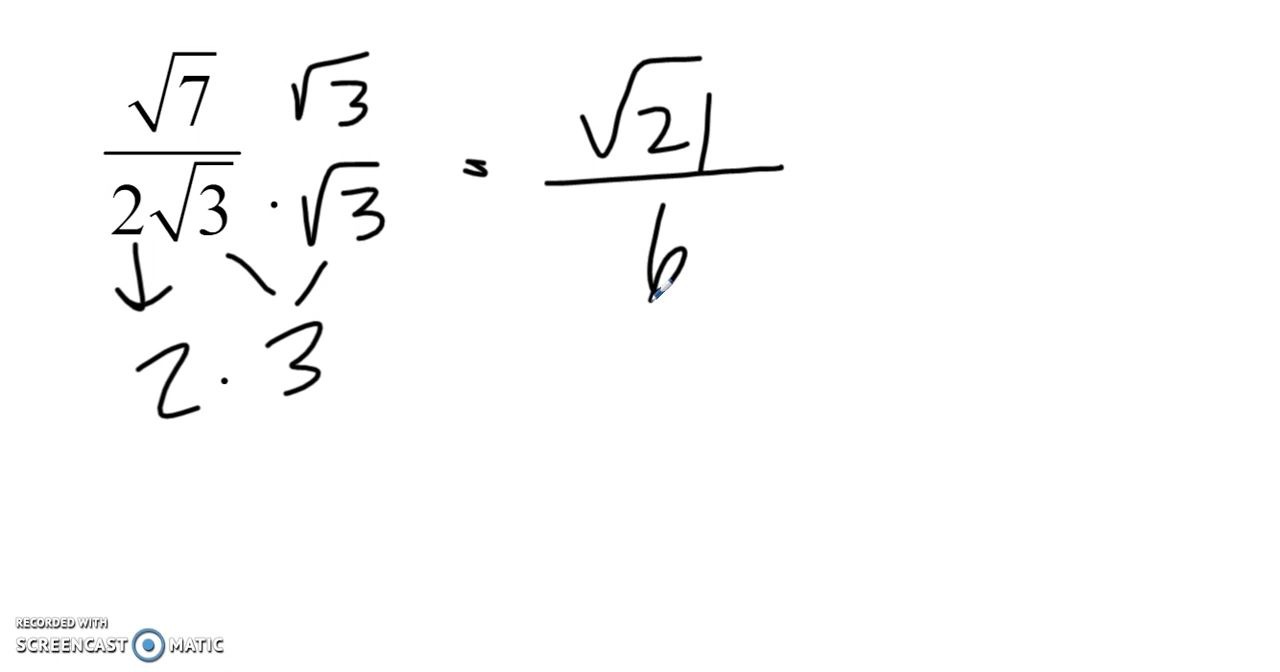 √7 √3
2√3 · √3 = √21
6
2 · 3
RECORDED WITH
SCREENCAST MATIC